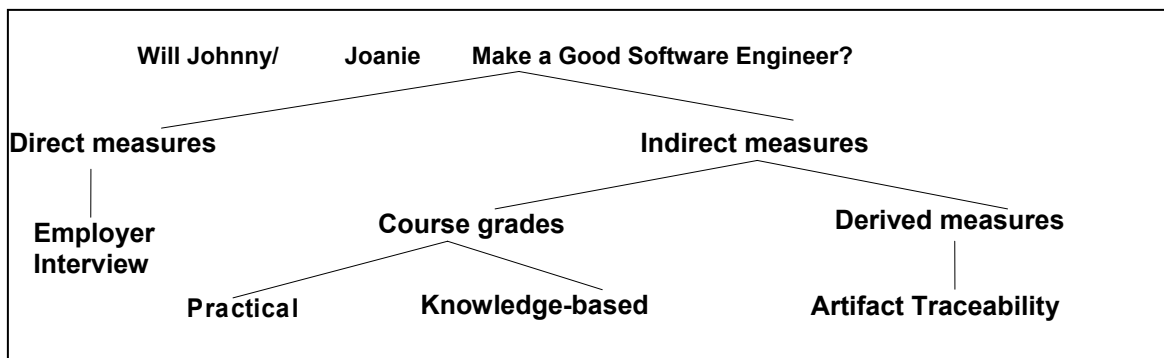 Will Johnny/ Joanie Make a Good Software Engineer?
Direct measures Indirect measures
Employer
Interview
Course grades Derived measures
Practical Knowledge-based Artifact Traceability